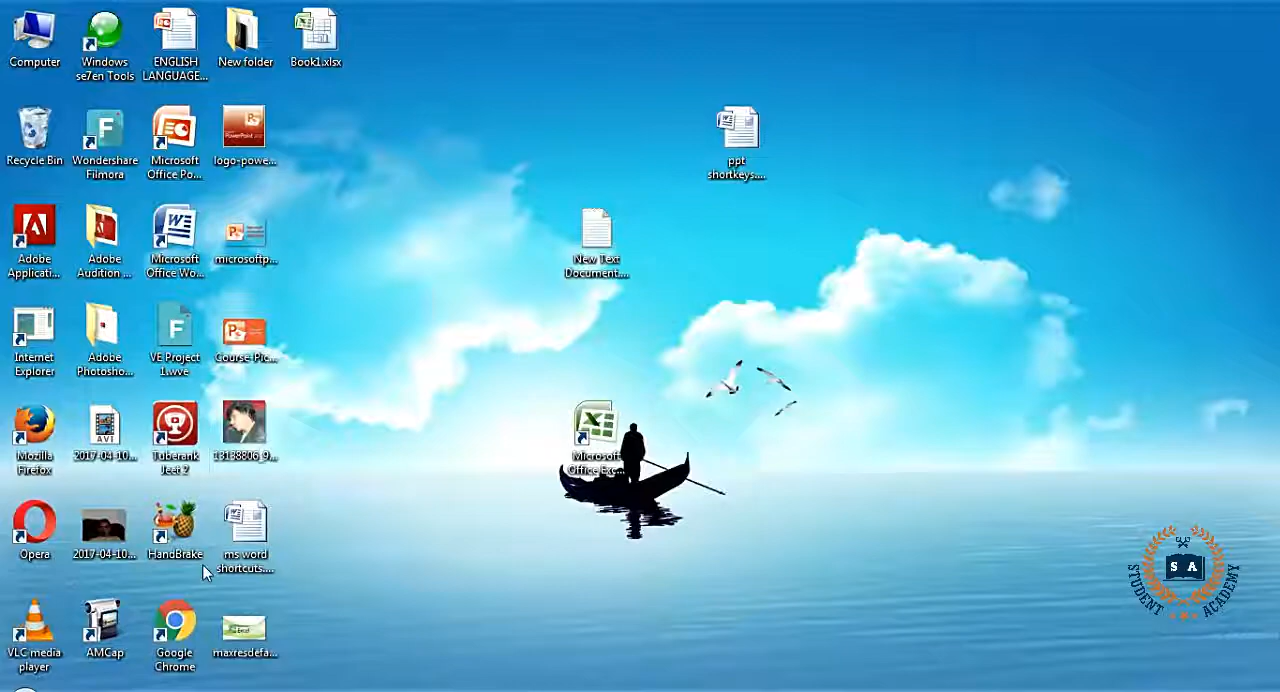 Computer
Windows
se7en Tools
ENGLISH
LANGUAGE...
New folder
Book1.xlsx
Recycle Bin
Wondershare
Filmora
Microsoft
Office Po...
logo-powe...
ppt
shortkeys....
Adobe
Applicati...
Adobe
Audition ...
Microsoft
Office Wo...
microsoftp...
New Text
Document....
Internet
Explorer
Adobe
Photosho...
VE Project
1.wve
Course-Pic...
Mozilla
Firefox
AVI
2017-04-10...
Tuberank
Jeet 2
13138806_9...
Microsoft
Office Exc...
Opera
2017-04-10...
HandBrake
ms word
shortcuts....
VLC media
player
AMCap
Google
Chrome
maxresdefa...
S A
STUDENT ACADEMY